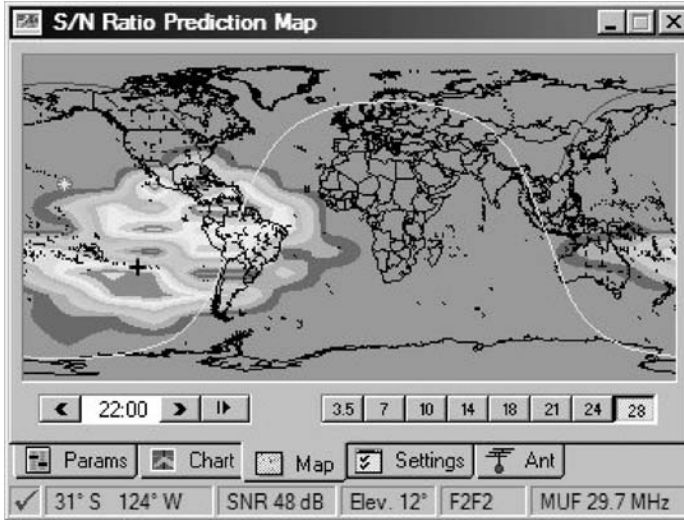 S/N Ratio Prediction Map
22:00
3.5 7 10 14 18 21 24 28
Params Chart Map Settings Ant
31° S 124° W SNR 48 dB Elev. 12° F2F2 MUF 29.7 MHz